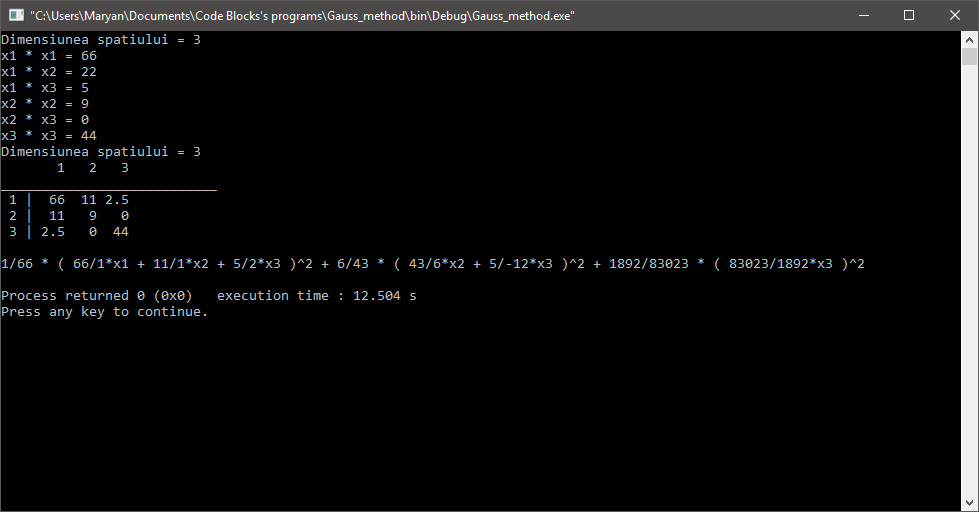 "C:\Users\Maryan\Documents\Code Blocks's programs\Gauss_method\bin\Debug\Gauss_method.exe"
Dimensiunea spatiului = 3
x1 * x1 = 66
x1 * x2 = 22
x1 * x3 = 5
x2 * x2 = 9
x2 * x3 = 0
x3 * x3 = 44
Dimensiunea spatiului = 3
       1   2   3
___________________________
 1 |  66  11 2.5
 2 |  11   9   0
 3 | 2.5   0  44
1/66 * ( 66/1*x1 + 11/1*x2 + 5/2*x3 )^2 + 6/43 * ( 43/6*x2 + 5/-12*x3 )^2 + 1892/83023 * ( 83023/1892*x3 )^2
Process returned 0 (0x0)   execution time : 12.504 s
Press any key to continue.